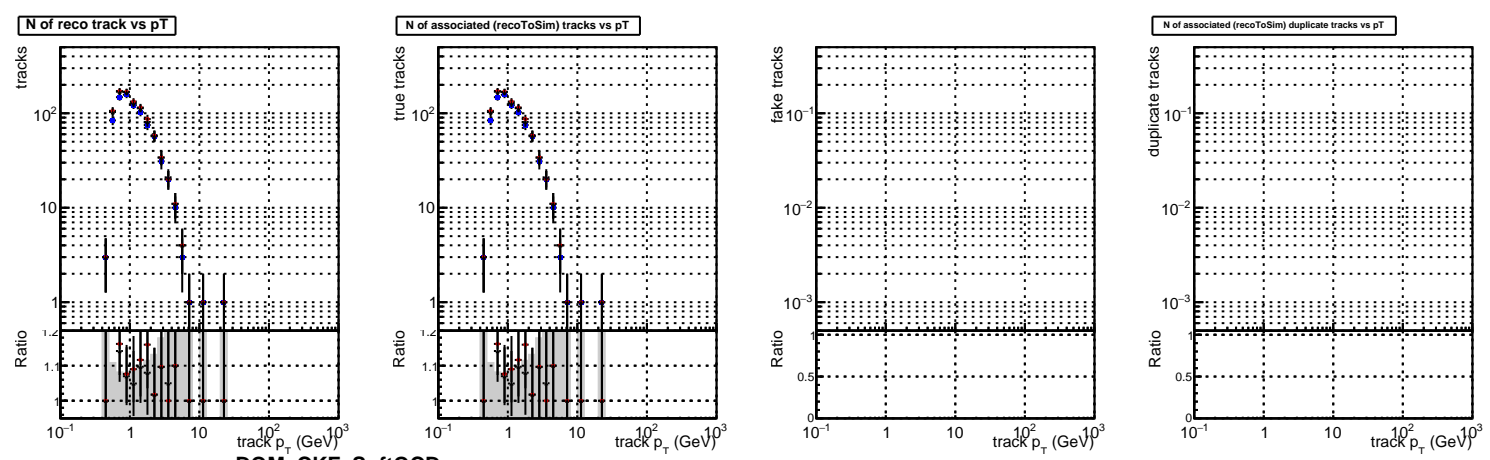 N of reco track vs pT
tracks
10²
10
1
Ratio
1.2
1.1
1
10⁻¹ 1 10 10² 10³
track p_T (GeV)
N of associated (recoToSim) tracks vs pT
true tracks
10²
10
1
Ratio
1.2
1.1
1
10⁻¹ 1 10 10² 10³
track p_T (GeV)
fake tracks
10⁻¹
10⁻²
10⁻³
Ratio
1
0.5
0
10⁻¹ 1 10 10² 10³
track p_T (GeV)
N of associated (recoToSim) duplicate tracks vs pT
duplicate tracks
10⁻¹
10⁻²
10⁻³
Ratio
1
0.5
0
10⁻¹ 1 10 10² 10³
track p_T (GeV)